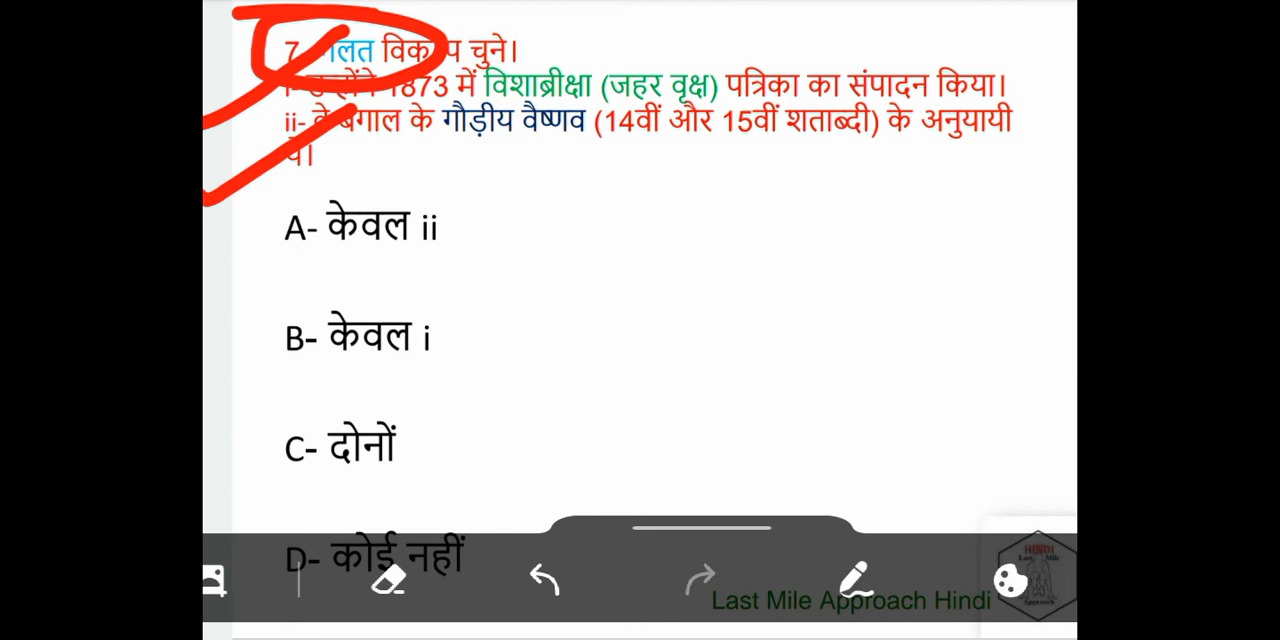 7 लत विकल्प चुने।
1873 में विशाब्रीक्षा (जहर वृक्ष) पत्रिका का संपादन किया।
ii- वे बंगाल के गौड़ीय वैष्णव (14वीं और 15वीं शताब्दी) के अनुयायी
थे।
A- केवल ii
B- केवल i
C- दोनों
D- कोई नहीं
HINDI
Last Mile
Approach
Last Mile Approach Hindi